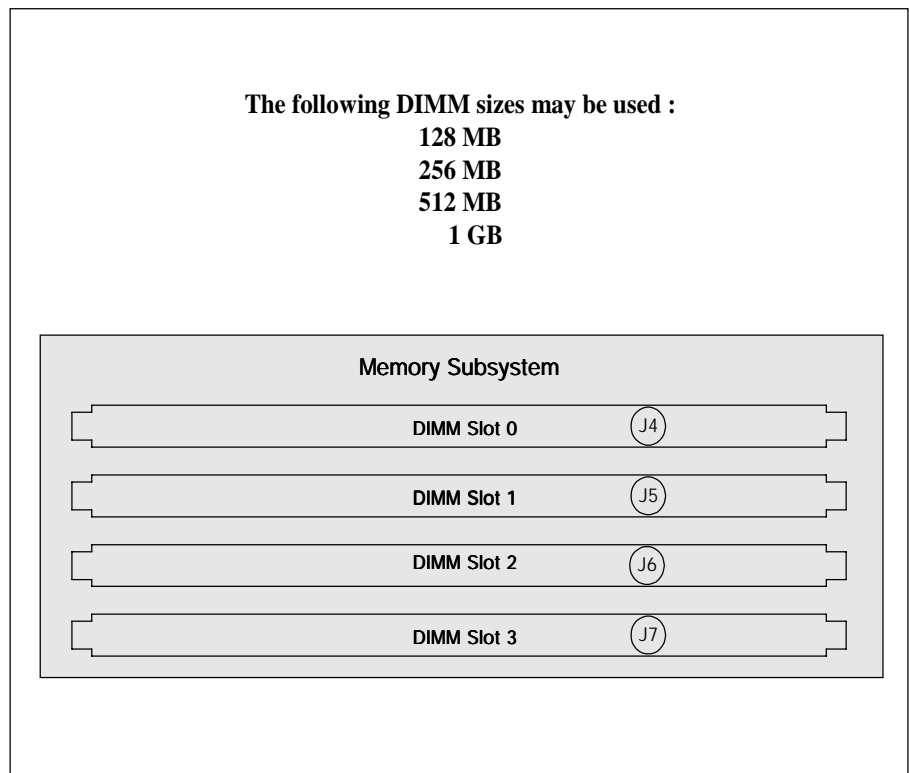 The following DIMM sizes may be used :
128 MB
256 MB
512 MB
1 GB
Memory Subsystem
DIMM Slot 0 J4
DIMM Slot 1 J5
DIMM Slot 2 J6
DIMM Slot 3 J7